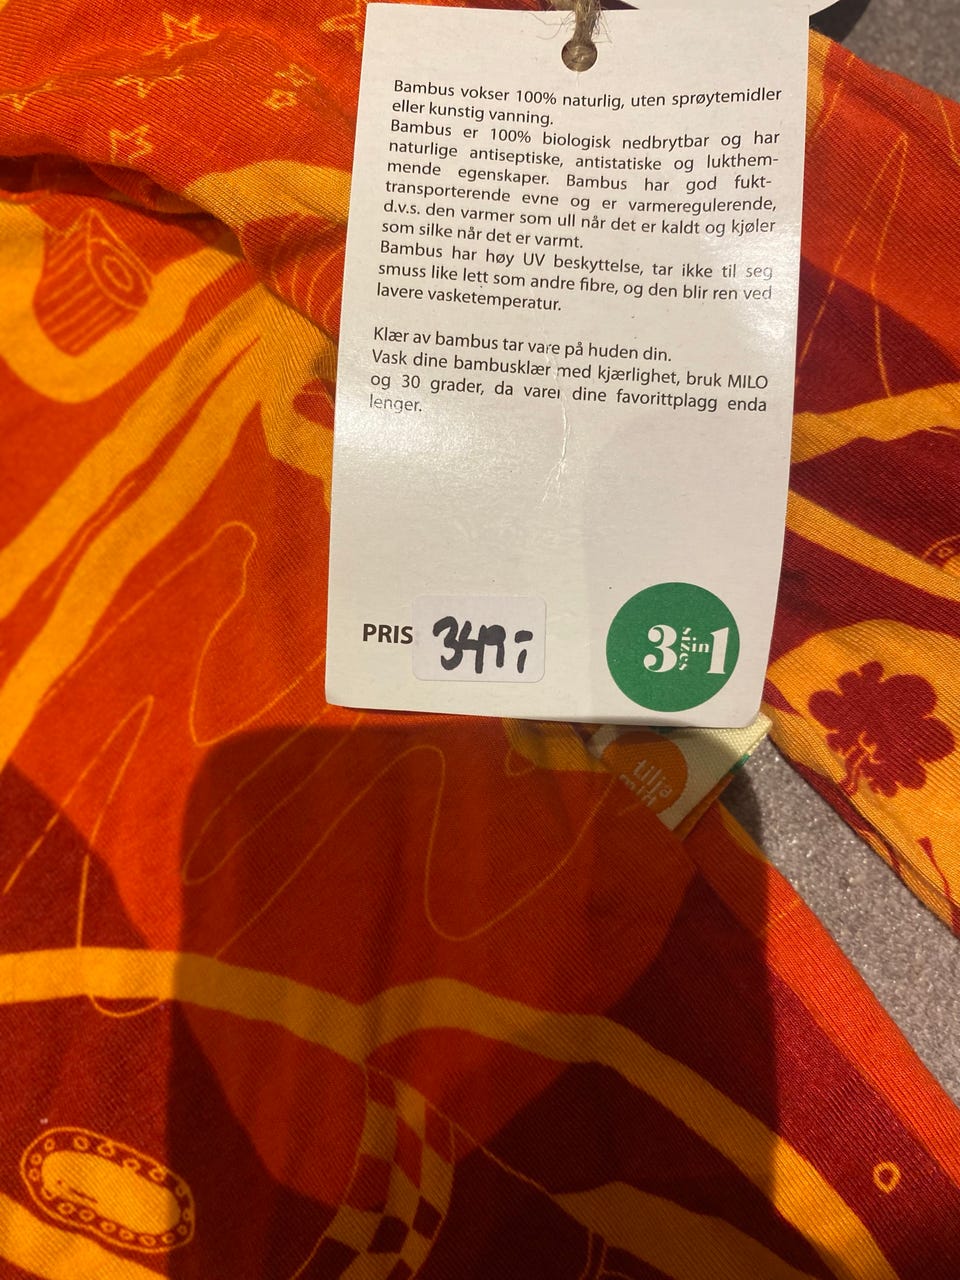 Bambus vokser 100% naturlig, uten sprøytemidler
eller kunstig vanning.
Bambus er 100% biologisk nedbrytbar og har
naturlige antiseptiske, antistatiske og lukthem-
mende egenskaper. Bambus har god fukt-
transporterende evne og er varmeregulerende,
d.v.s. den varmer som ull når det er kaldt og kjøler
som silke når det er varmt.
Bambus har høy UV beskyttelse, tar ikke til seg
smuss like lett som andre fibre, og den blir ren ved
lavere vasketemperatur.
Klær av bambus tar vare på huden din.
Vask dine bambusklær med kjærlighet, bruk MILO
og 30 grader, da varer dine favorittplagg enda
lenger.
PRIS 349,-
3 sizes in 1
tilja